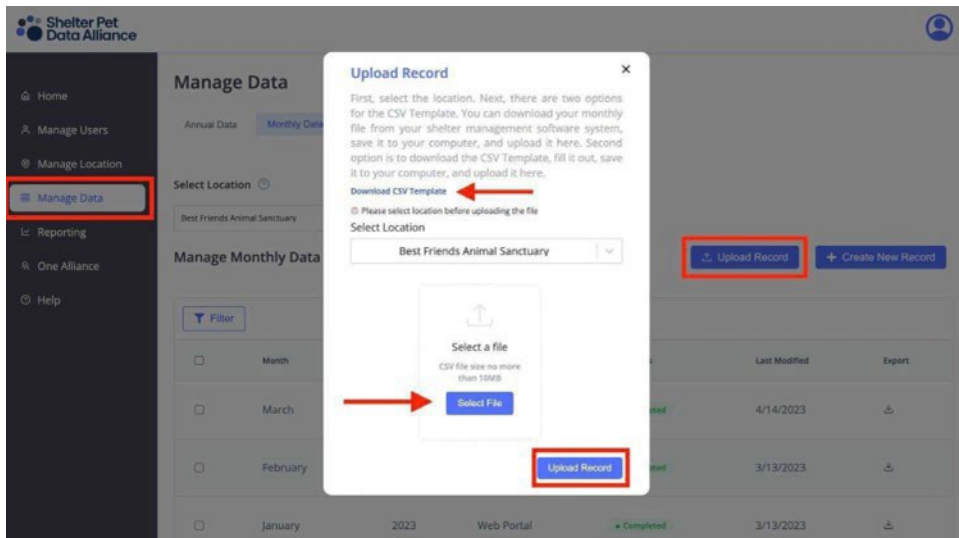 Shelter Pet
Data Alliance
Home
Manage Users
Manage Location
Manage Data
Reporting
One Alliance
Help
Manage Data
Annual Data
Monthly Data
Select Location
Best Friends Animal Sanctuary
Manage Monthly Data
Upload Record
+ Create New Record
Filter
Month
Last Modified
Export
March
4/14/2023
February
3/13/2023
January
2023
Web Portal
Completed
3/13/2023
Upload Record
First, select the location. Next, there are two options
for the CSV Template. You can download your monthly
file from your shelter management software system,
save it to your computer, and upload it here. Second
option is to download the CSV Template, fill it out, save
it to your computer, and upload it here.
Download CSV Template
Please select location before uploading the file
Select Location
Best Friends Animal Sanctuary
Select a file
CSV file size no more
than 10MB
Select File
Upload Record